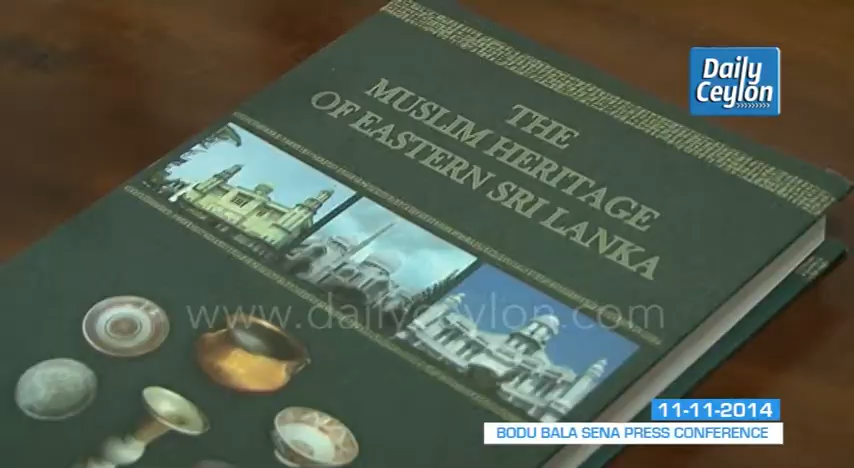 Daily
Ceylon
THE
MUSLIM HERITAGE
OF EASTERN SRI LANKA
www.dailyceylon.com
11-11-2014
BODU BALA SENA PRESS CONFERENCE